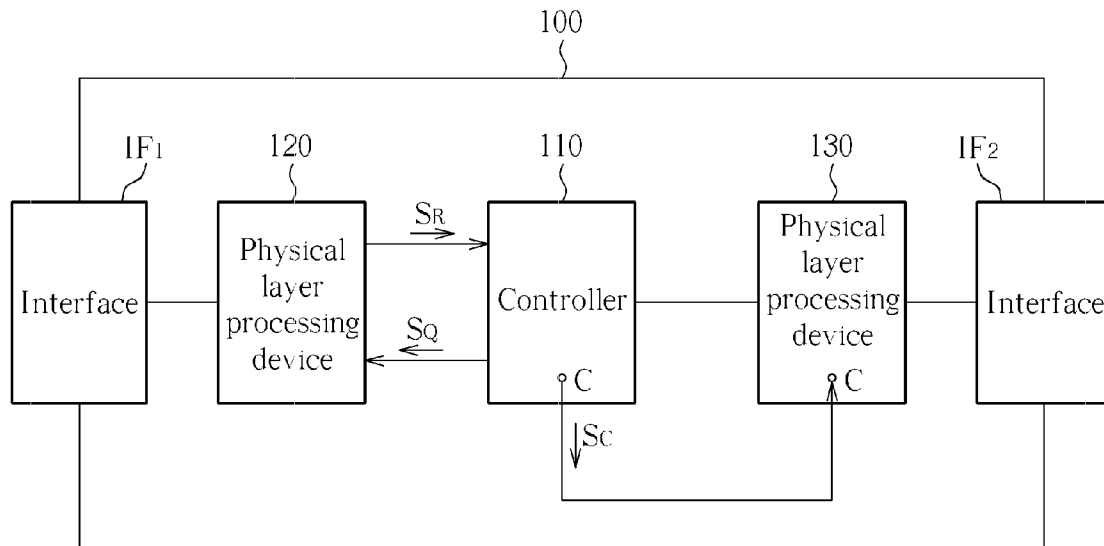 100
IF1
120
110
130
IF2
Interface
Physical
layer
processing
device
SR
SQ
Controller
C
SC
Physical
layer
processing
device
C
Interface